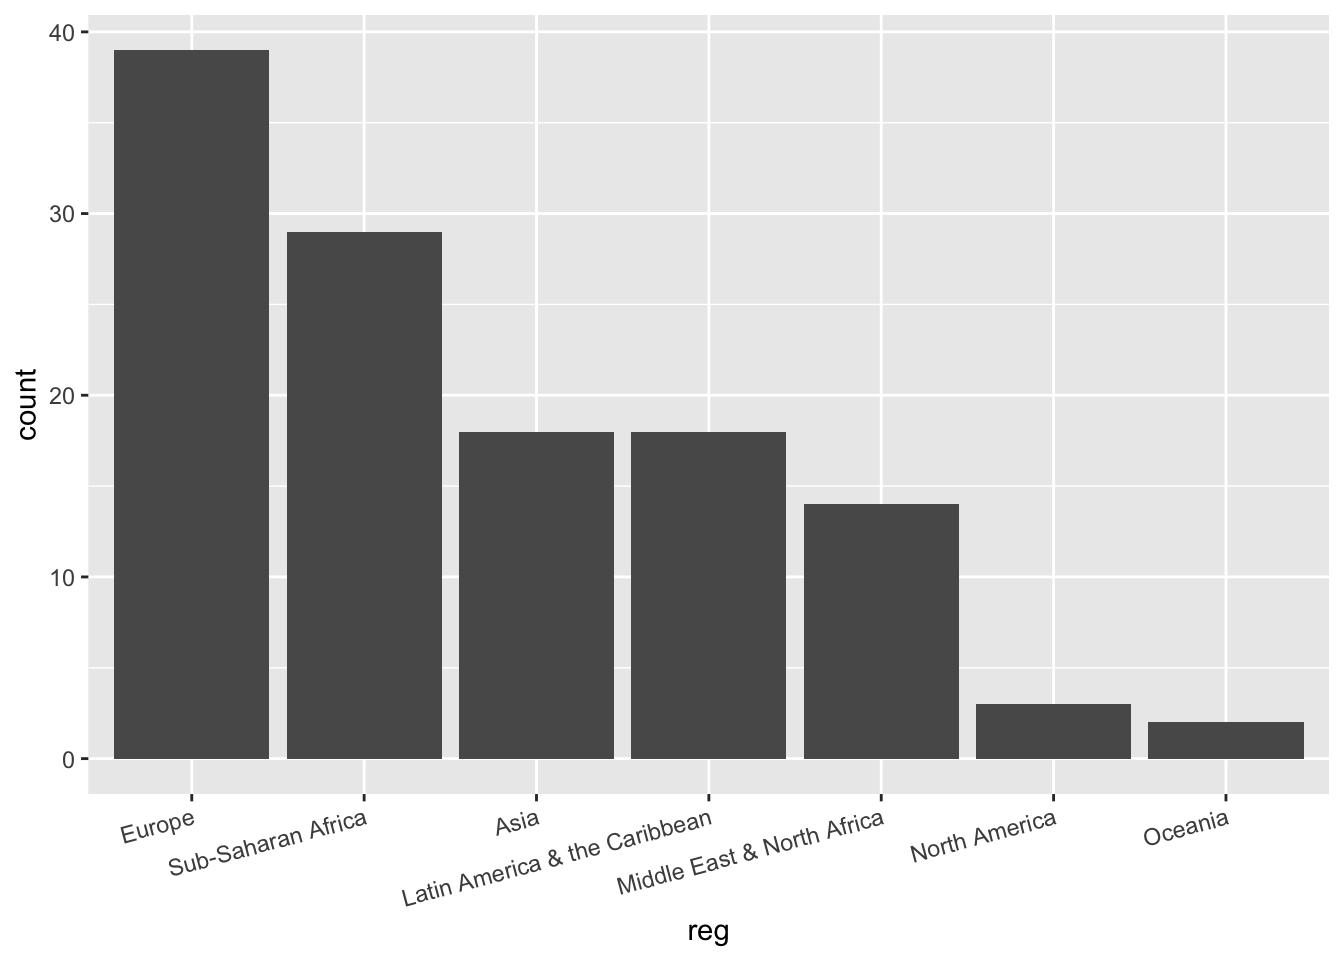 40
30
20
10
0
count
Europe
Sub-Saharan Africa
Asia
Latin America & the Caribbean
Middle East & North Africa
North America
Oceania
reg